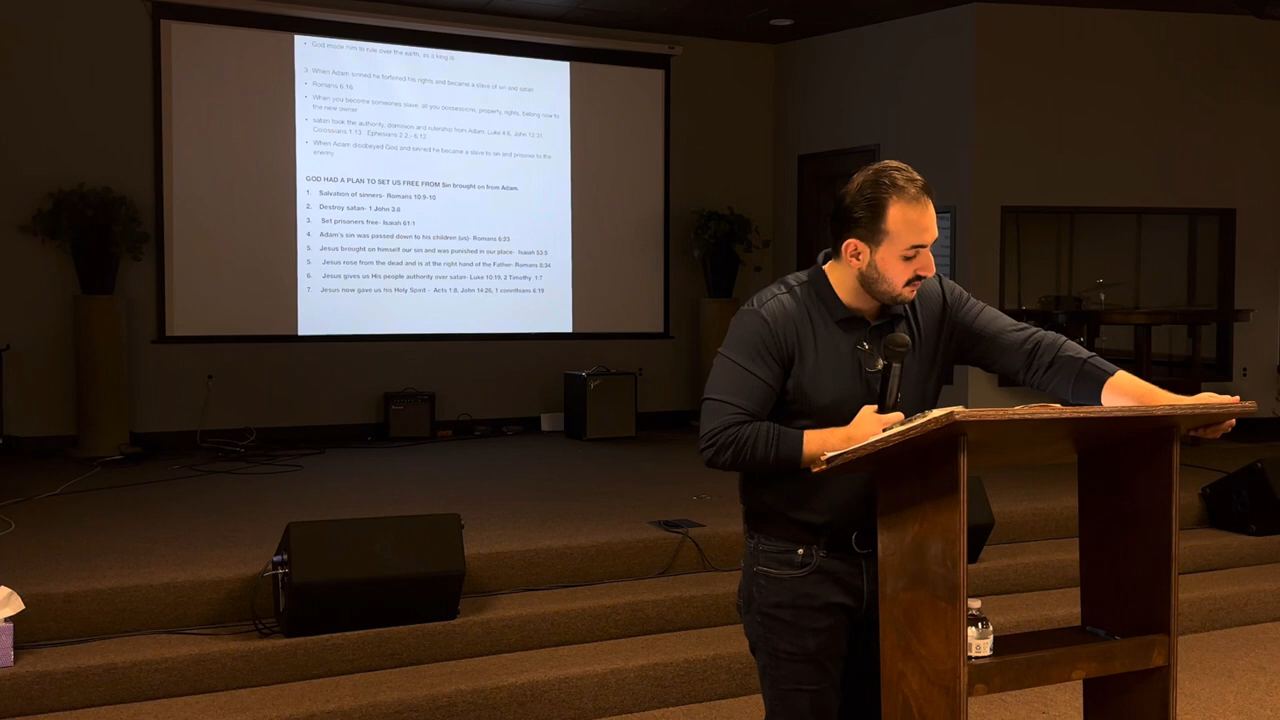 • God made him to rule over the earth, as it king is.
3. When Adam sinned he forfeited his rights and became a slave of sin and satan.
• Romans 6:16
• When you become someones slave, all you possessions, property, rights, belong now to
the new owner.
• satan took the authority, dominion and rulership from Adam. Luke 4:6, John 12:31,
Colossians 1:13, Ephesians 2:2,- 6:12.
• When Adam disobeyed God and sinned he became a slave to sin and prisoner to the
enemy.
GOD HAD A PLAN TO SET US FREE FROM Sin brought on from Adam.
1. Salvation of sinners- Romans 10:9-10
2. Destroy satan- 1 John 3:8
3. Set prisoners free- Isaiah 61:1
4. Adam's sin was passed down to his children (us)- Romans 6:23
5. Jesus brought on himself our sin and was punished in our place- Isaiah 53:5
5. Jesus rose from the dead and is at the right hand of the Father- Romans 8:34
6. Jesus gives us His people authority over satan- Luke 10:19, 2 Timothy 1:7
7. Jesus now gave us his Holy Spirit - Acts 1:8, John 14:26, 1 corinthians 6:19